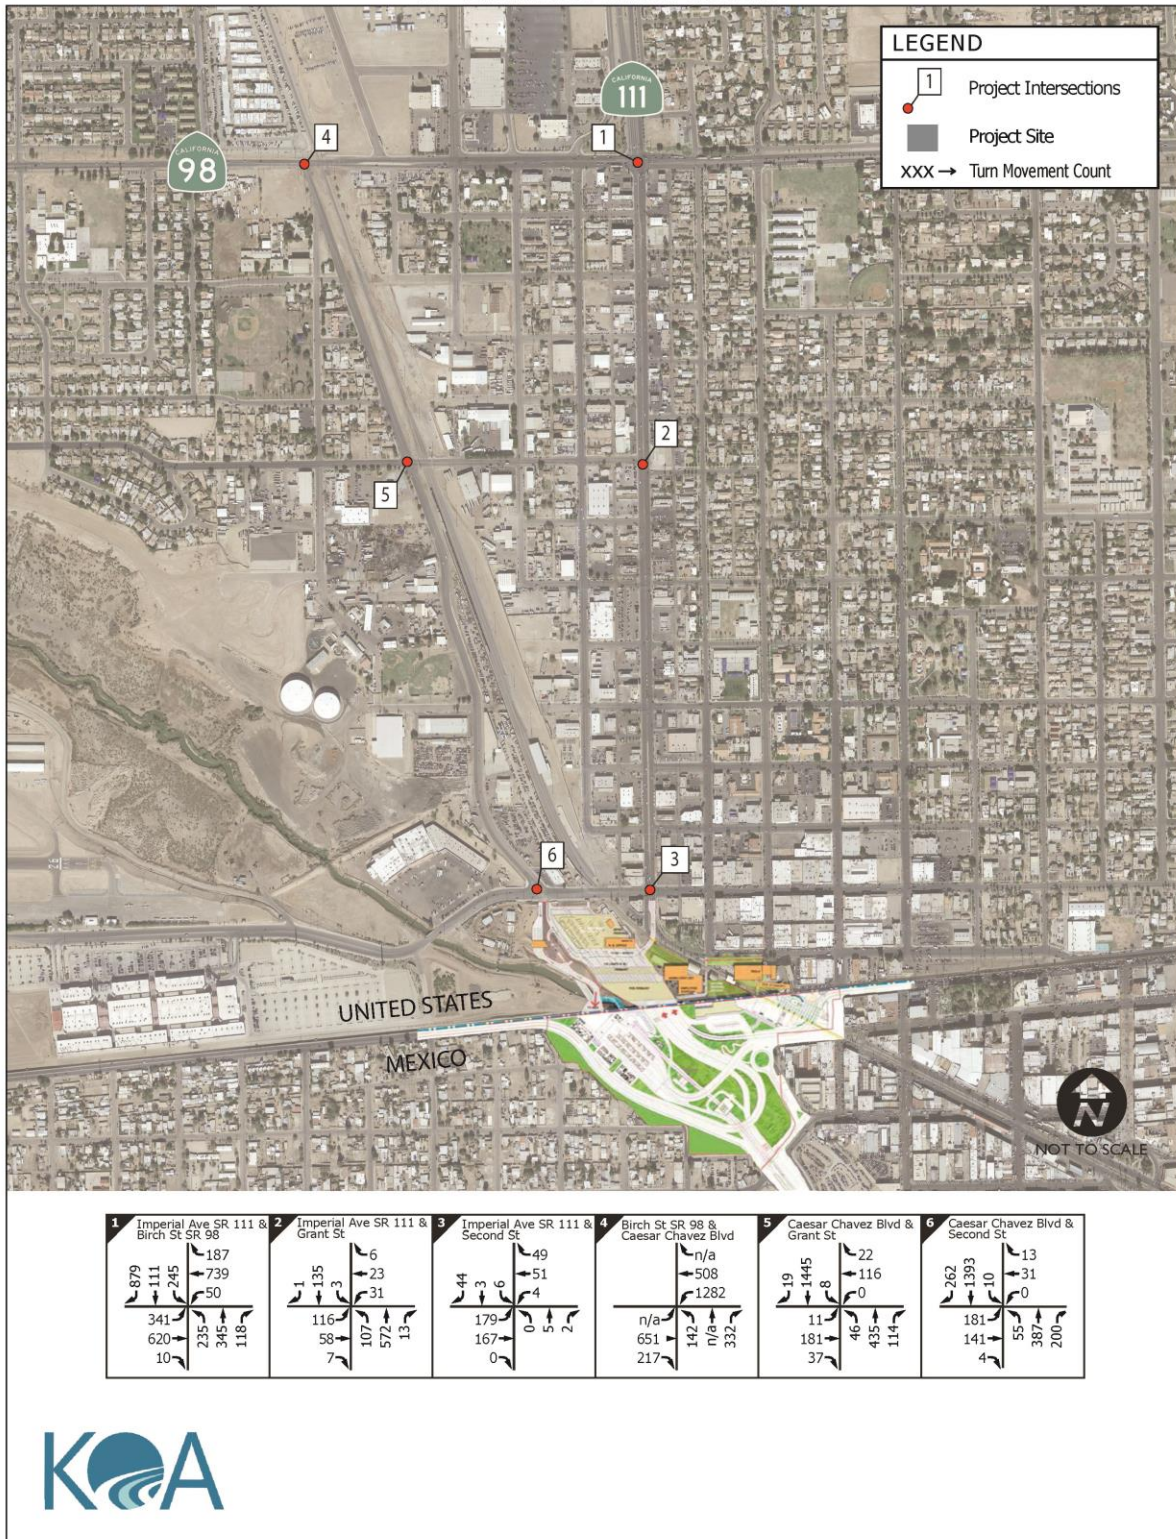 LEGEND
1 Project Intersections
Project Site
XXX → Turn Movement Count
CALIFORNIA
111
CALIFORNIA
98
4
1
2
5
6
3
26
UNITED STATES
MEXICO
N
NOT TO SCALE
1 Imperial Ave SR 111 &
Birch St SR 98
879 111 245
187
739
50
341
620
10
235 345 118
2 Imperial Ave SR 111 &
Grant St
1 135 3
6
23
31
116
58
7
107 572 13
3 Imperial Ave SR 111 &
Second St
44 3 6
49
51
4
179
167
0
0 5 2
4 Birch St SR 98 &
Caesar Chavez Blvd
n/a
508
1282
n/a
651
217
142 n/a 332
5 Caesar Chavez Blvd &
Grant St
19 1445 8
22
116
0
11
181
37
46 435 114
6 Caesar Chavez Blvd &
Second St
262 1393 10
13
31
0
181
141
4
55 387 200
KOA